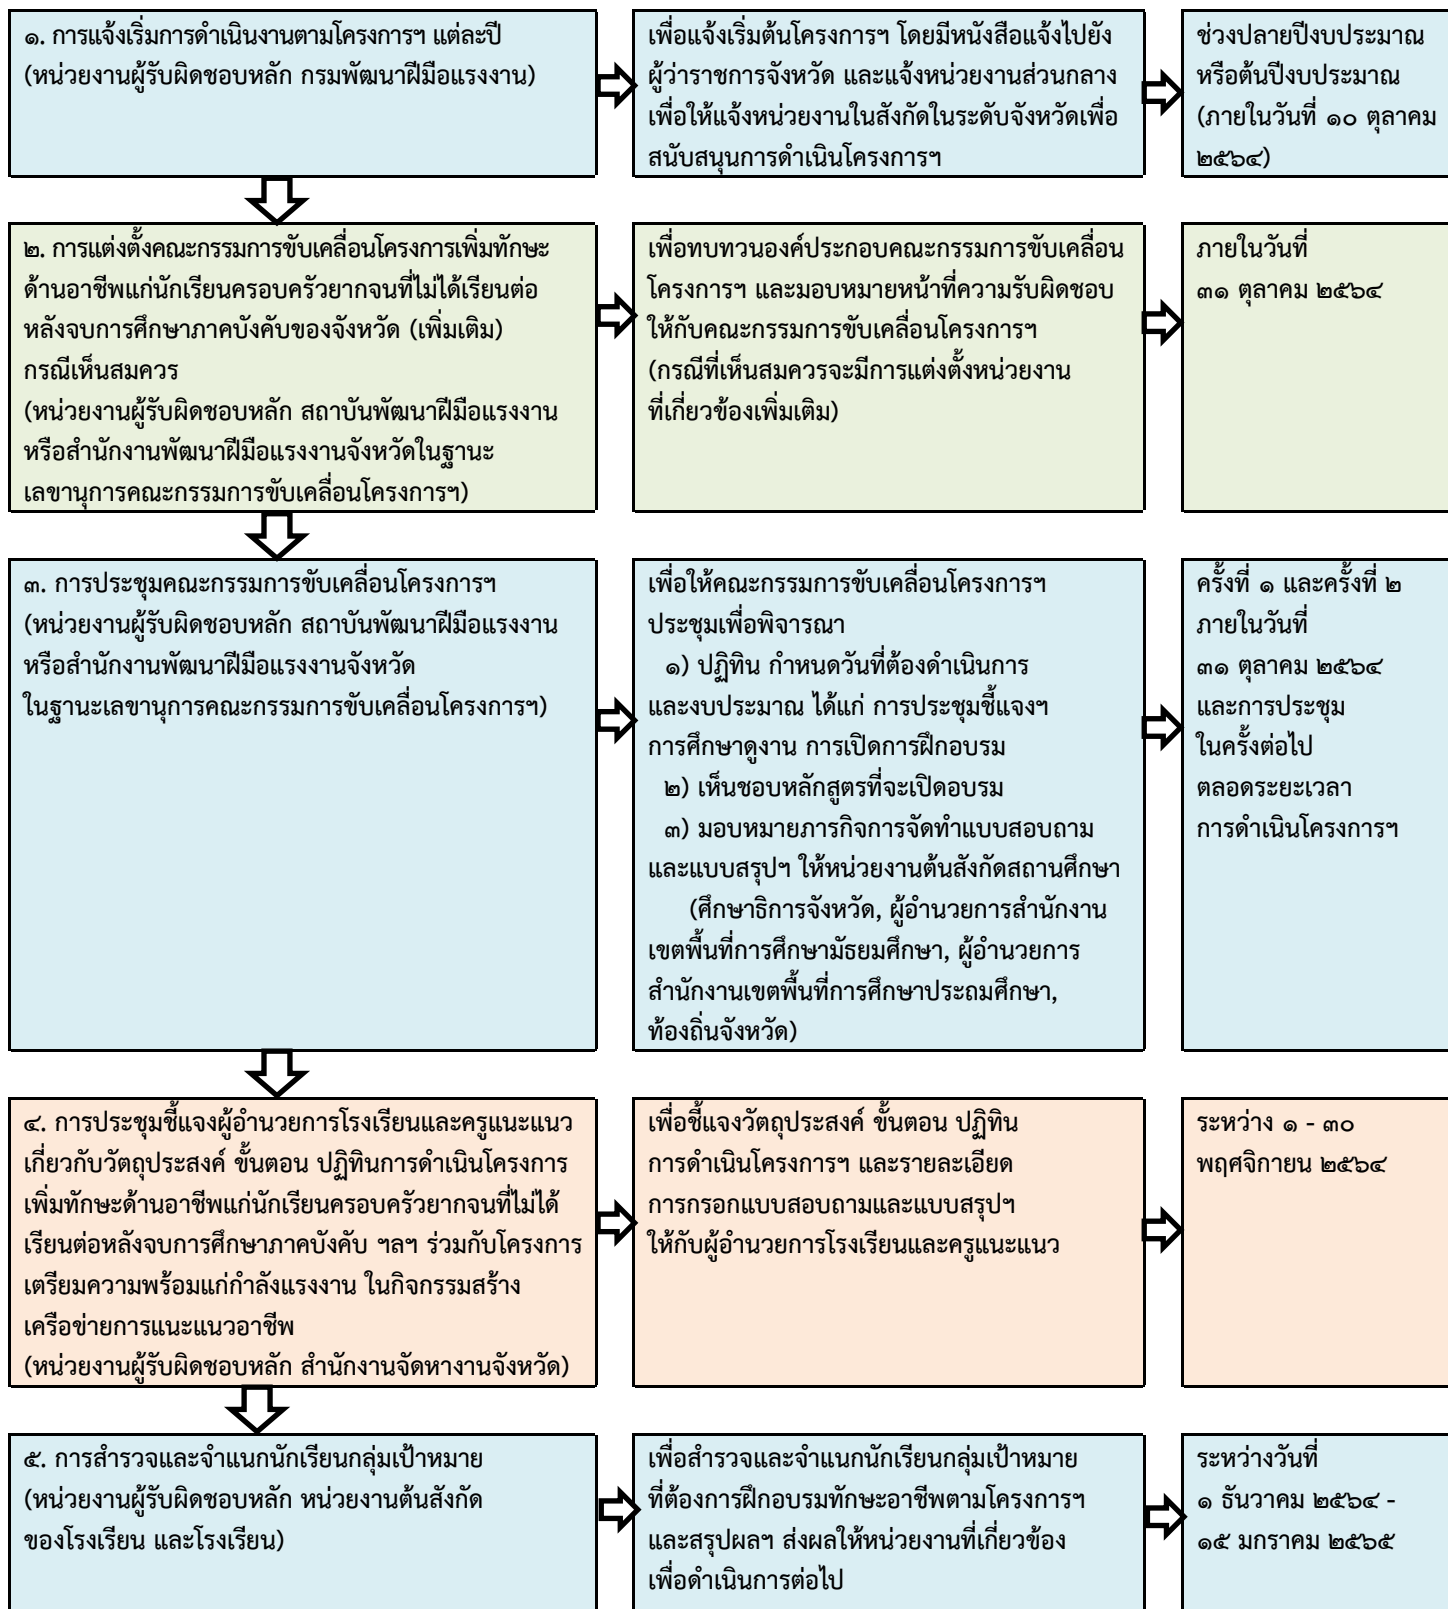 ๑. การแจ้งเริ่มการดำเนินงานตามโครงการฯ แต่ละปี
(หน่วยงานผู้รับผิดชอบหลัก กรมพัฒนาฝีมือแรงงาน)
เพื่อแจ้งเริ่มต้นโครงการฯ โดยมีหนังสือแจ้งไปยัง
ผู้ว่าราชการจังหวัด และแจ้งหน่วยงานส่วนกลาง
เพื่อให้แจ้งหน่วยงานในสังกัดในระดับจังหวัดเพื่อ
สนับสนุนการดำเนินโครงการฯ
ช่วงปลายปีงบประมาณ
หรือต้นปีงบประมาณ
(ภายในวันที่ ๑๐ ตุลาคม
๒๕๖๔)
๒. การแต่งตั้งคณะกรรมการขับเคลื่อนโครงการเพิ่มทักษะ
ด้านอาชีพแก่นักเรียนครอบครัวยากจนที่ไม่ได้เรียนต่อ
หลังจบการศึกษาภาคบังคับของจังหวัด (เพิ่มเติม)
กรณีเห็นสมควร
(หน่วยงานผู้รับผิดชอบหลัก สถาบันพัฒนาฝีมือแรงงาน
หรือสำนักงานพัฒนาฝีมือแรงงานจังหวัดในฐานะ
เลขานุการคณะกรรมการขับเคลื่อนโครงการฯ)
เพื่อทบทวนองค์ประกอบคณะกรรมการขับเคลื่อน
โครงการฯ และมอบหมายหน้าที่ความรับผิดชอบ
ให้กับคณะกรรมการขับเคลื่อนโครงการฯ
(กรณีที่เห็นสมควรจะมีการแต่งตั้งหน่วยงาน
ที่เกี่ยวข้องเพิ่มเติม)
ภายในวันที่
๓๑ ตุลาคม ๒๕๖๔
๓. การประชุมคณะกรรมการขับเคลื่อนโครงการฯ
(หน่วยงานผู้รับผิดชอบหลัก สถาบันพัฒนาฝีมือแรงงาน
หรือสำนักงานพัฒนาฝีมือแรงงานจังหวัด
ในฐานะเลขานุการคณะกรรมการขับเคลื่อนโครงการฯ)
เพื่อให้คณะกรรมการขับเคลื่อนโครงการฯ
ประชุมเพื่อพิจารณา
๑) ปฏิทิน กำหนดวันที่ต้องดำเนินการ
และงบประมาณ ได้แก่ การประชุมชี้แจงฯ
การศึกษาดูงาน การเปิดการฝึกอบรม
๒) เห็นชอบหลักสูตรที่จะเปิดอบรม
๓) มอบหมายภารกิจการจัดทำแบบสอบถาม
และแบบสรุปฯ ให้หน่วยงานต้นสังกัดสถานศึกษา
(ศึกษาธิการจังหวัด, ผู้อำนวยการสำนักงาน
เขตพื้นที่การศึกษามัธยมศึกษา, ผู้อำนวยการ
สำนักงานเขตพื้นที่การศึกษาประถมศึกษา,
ท้องถิ่นจังหวัด)
ครั้งที่ ๑ และครั้งที่ ๒
ภายในวันที่
๓๑ ตุลาคม ๒๕๖๔
และการประชุม
ในครั้งต่อไป
ตลอดระยะเวลา
การดำเนินโครงการฯ
๔. การประชุมชี้แจงผู้อำนวยการโรงเรียนและครูแนะแนว
เกี่ยวกับวัตถุประสงค์ ขั้นตอน ปฏิทินการดำเนินโครงการ
เพิ่มทักษะด้านอาชีพแก่นักเรียนครอบครัวยากจนที่ไม่ได้
เรียนต่อหลังจบการศึกษาภาคบังคับ ฯลฯ ร่วมกับโครงการ
เตรียมความพร้อมแก่กำลังแรงงาน ในกิจกรรมสร้าง
เครือข่ายการแนะแนวอาชีพ
(หน่วยงานผู้รับผิดชอบหลัก สำนักงานจัดหางานจังหวัด)
เพื่อชี้แจงวัตถุประสงค์ ขั้นตอน ปฏิทิน
การดำเนินโครงการฯ และรายละเอียด
การกรอกแบบสอบถามและแบบสรุปฯ
ให้กับผู้อำนวยการโรงเรียนและครูแนะแนว
ระหว่าง ๑ - ๓๐
พฤศจิกายน ๒๕๖๔
๕. การสำรวจและจำแนกนักเรียนกลุ่มเป้าหมาย
(หน่วยงานผู้รับผิดชอบหลัก หน่วยงานต้นสังกัด
ของโรงเรียน และโรงเรียน)
เพื่อสำรวจและจำแนกนักเรียนกลุ่มเป้าหมาย
ที่ต้องการฝึกอบรมทักษะอาชีพตามโครงการฯ
และสรุปผลฯ ส่งผลให้หน่วยงานที่เกี่ยวข้อง
เพื่อดำเนินการต่อไป
ระหว่างวันที่
๑ ธันวาคม ๒๕๖๔ -
๑๕ มกราคม ๒๕๖๕